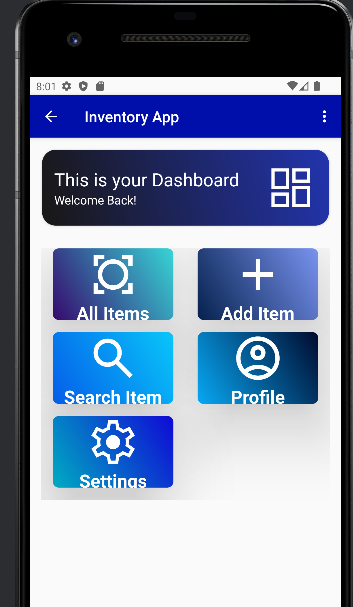 8:01
Inventory App
This is your Dashboard
Welcome Back!
All Items
Add Item
Search Item
Profile
Settings